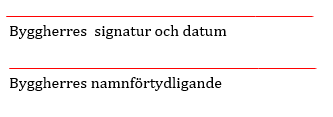 Byggherres  signatur och datum
Byggherres namnförtydligande